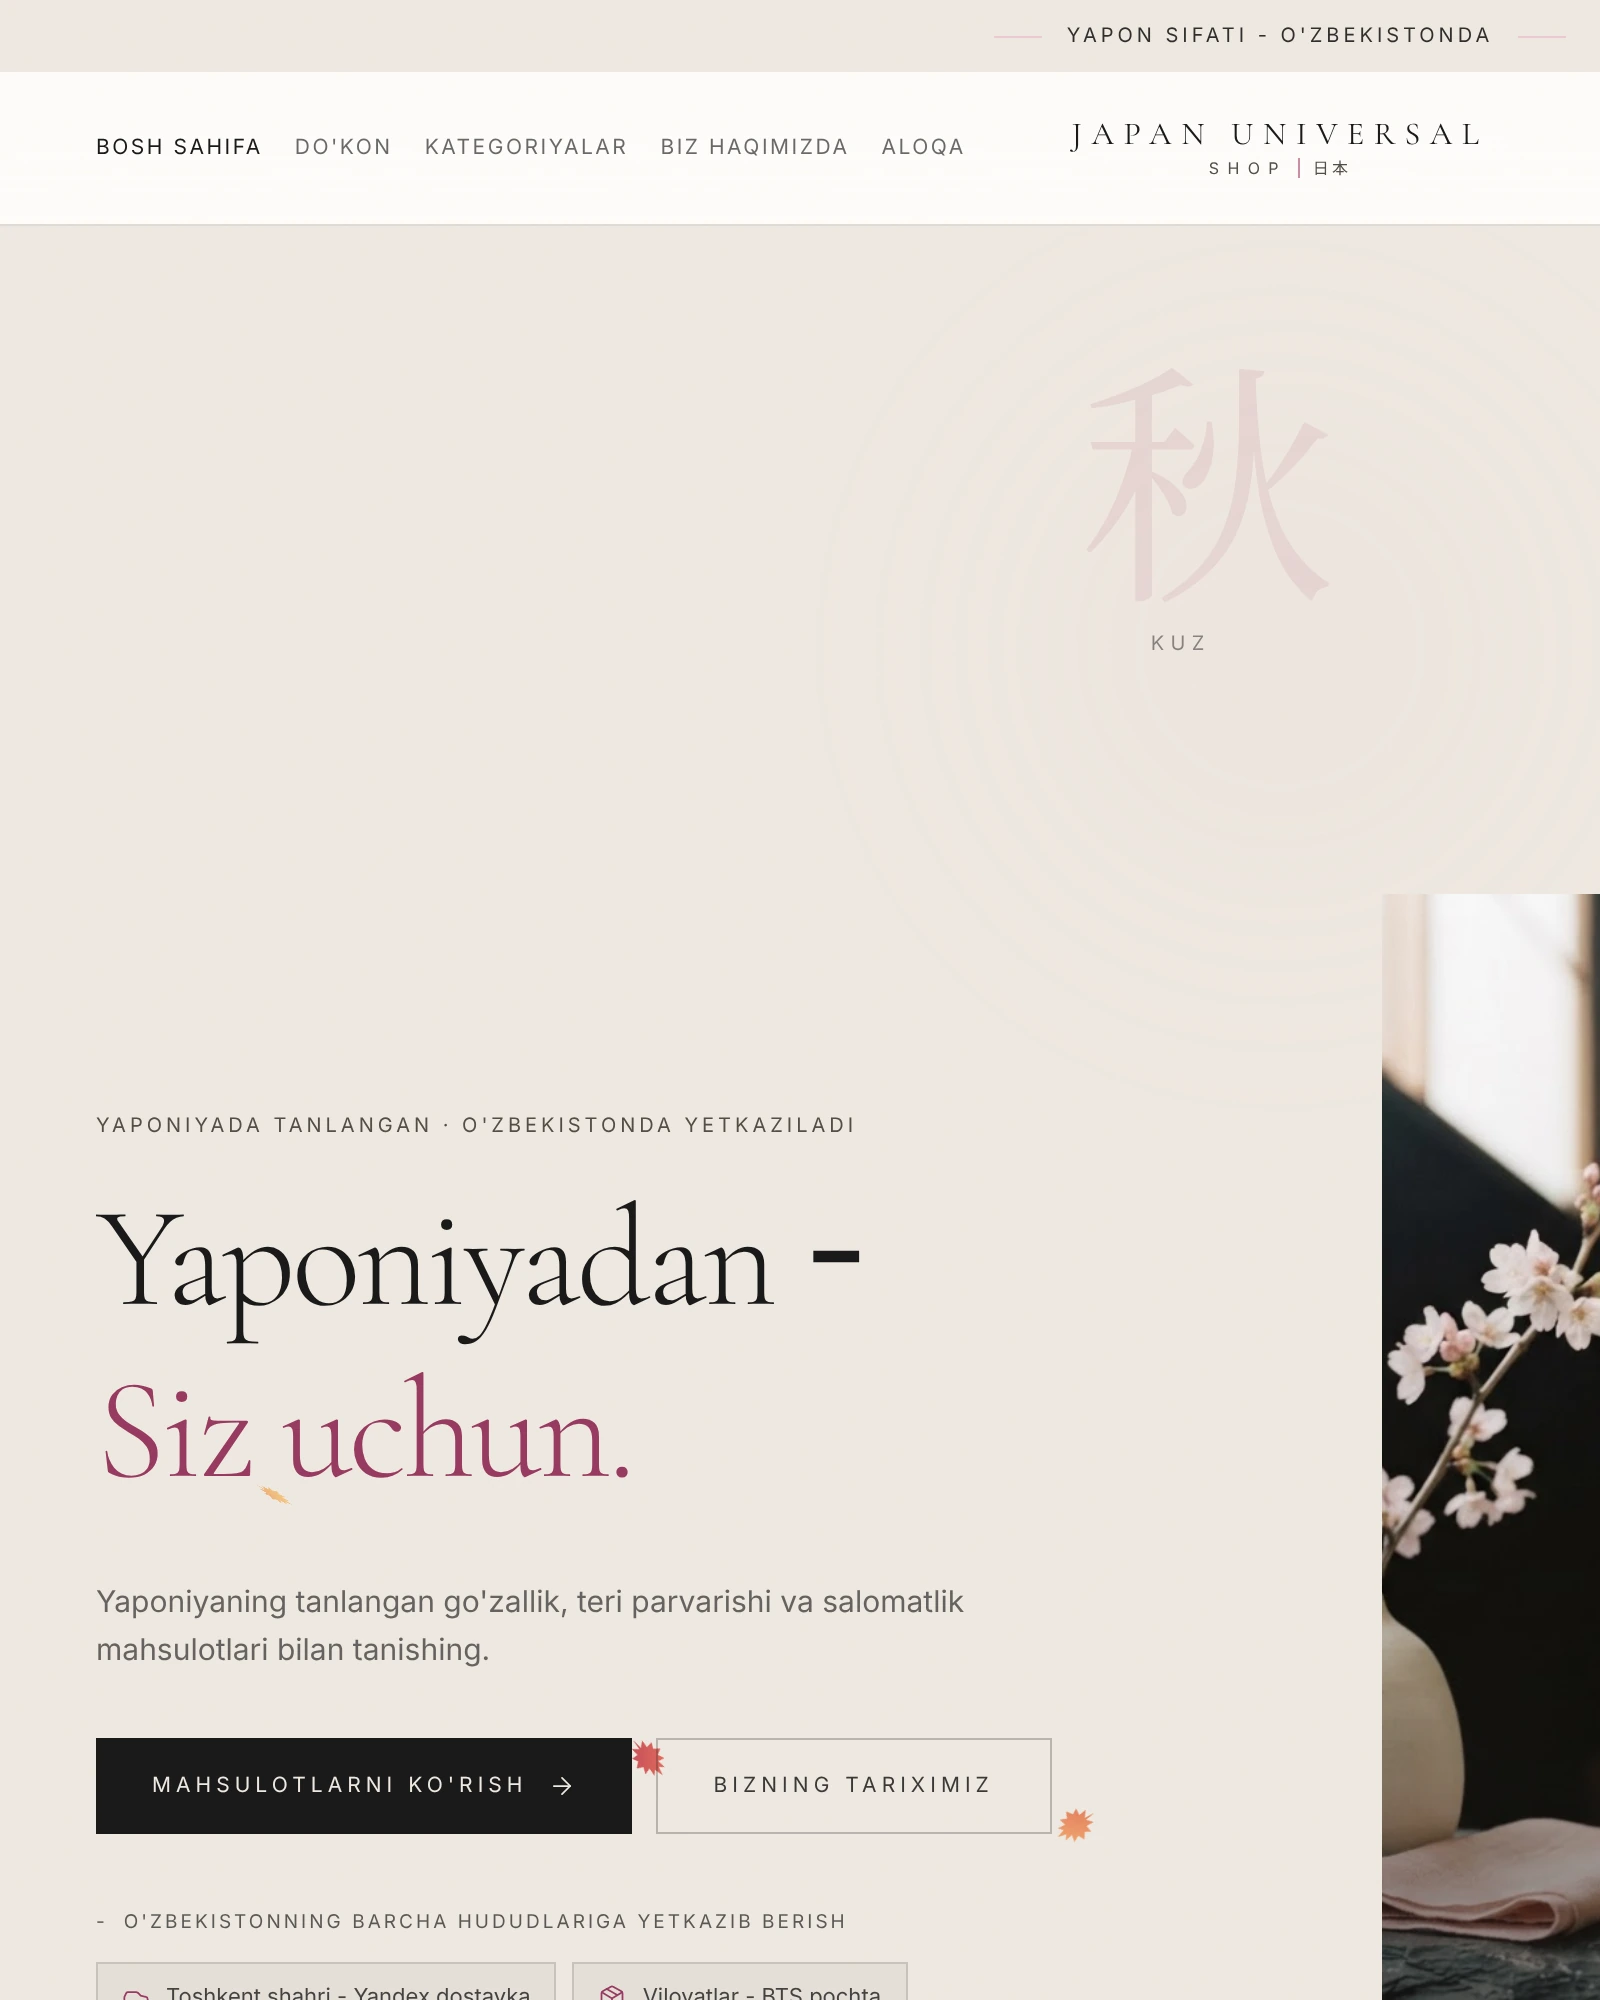 YAPON SIFATI - O'ZBEKISTONDA
BOSH SAHIFA DO'KON KATEGORIYALAR BIZ HAQIMIZDA ALOQA
JAPAN UNIVERSAL
SHOP | 日本
秋
KUZ
YAPONIYADA TANLANGAN · O'ZBEKISTONDA YETKAZILADI
Yaponiyadan -
Siz uchun.
Yaponiyaning tanlangan go'zallik, teri parvarishi va salomatlik
mahsulotlari bilan tanishing.
MAHSULOTLARNI KO'RISH →
BIZNING TARIXIMIZ
- O'ZBEKISTONNING BARCHA HUDUDLARIGA YETKAZIB BERISH
Toshkent shahri - Yandex dostavka
Viloyatlar - BTS pochta